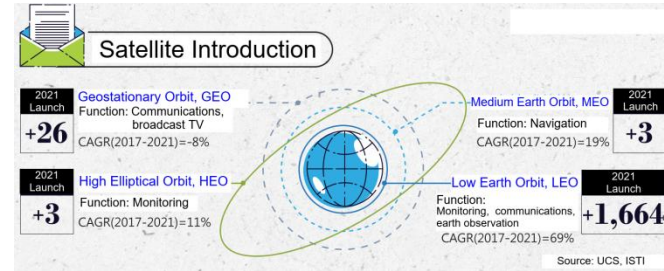 Satellite Introduction
2021
Launch
+26
Geostationary Orbit, GEO
Function: Communications,
broadcast TV
CAGR(2017-2021)=-8%
2021
Launch
+3
High Elliptical Orbit, HEO
Function: Monitoring
CAGR(2017-2021)=11%
Medium Earth Orbit, MEO
Function: Navigation
CAGR(2017-2021)=19%
2021
Launch
+3
Low Earth Orbit, LEO
Function:
Monitoring, communications,
earth observation
CAGR(2017-2021)=69%
2021
Launch
+1,664
Source: UCS, ISTI